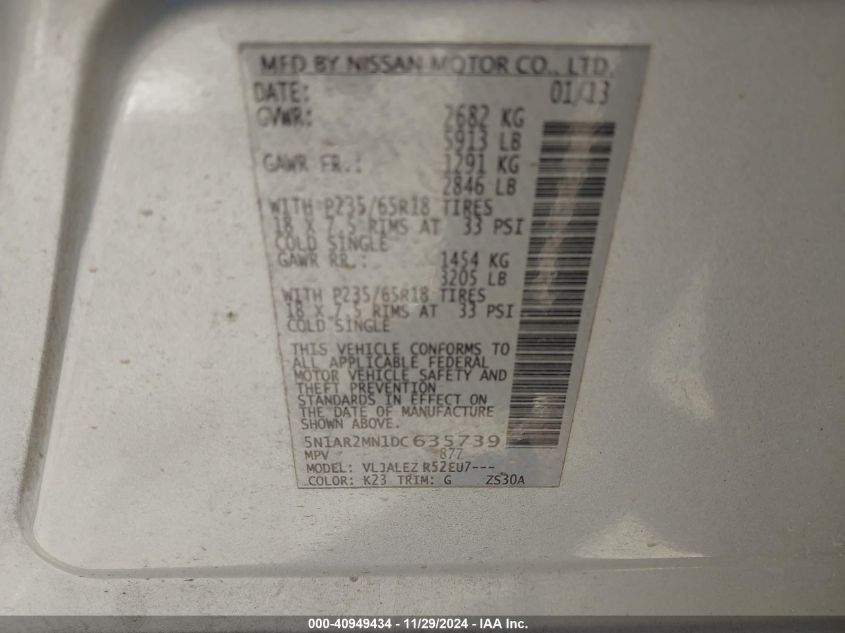 MFD BY NISSAN MOTOR CO., LTD.
DATE: 01/13
GVWR: 2682 KG
5913 LB
GAWR FR.: 1291 KG
2846 LB
WITH P235/65R18 TIRES
18 X 7.5 RIMS AT 33 PSI
COLD SINGLE
GAWR RR.: 1454 KG
3205 LB
WITH P235/65R18 TIRES
18 X 7.5 RIMS AT 33 PSI
COLD SINGLE
THIS VEHICLE CONFORMS TO
ALL APPLICABLE FEDERAL
MOTOR VEHICLE SAFETY AND
THEFT PREVENTION
STANDARDS IN EFFECT ON
THE DATE OF MANUFACTURE
SHOWN ABOVE.
5N1AR2MN1DC635739
MPV 877
MODEL: VLJALEZ R52EU7---
COLOR: K23 TRIM: G ZS30A
000-40949434 - 11/29/2024 - IAA Inc.